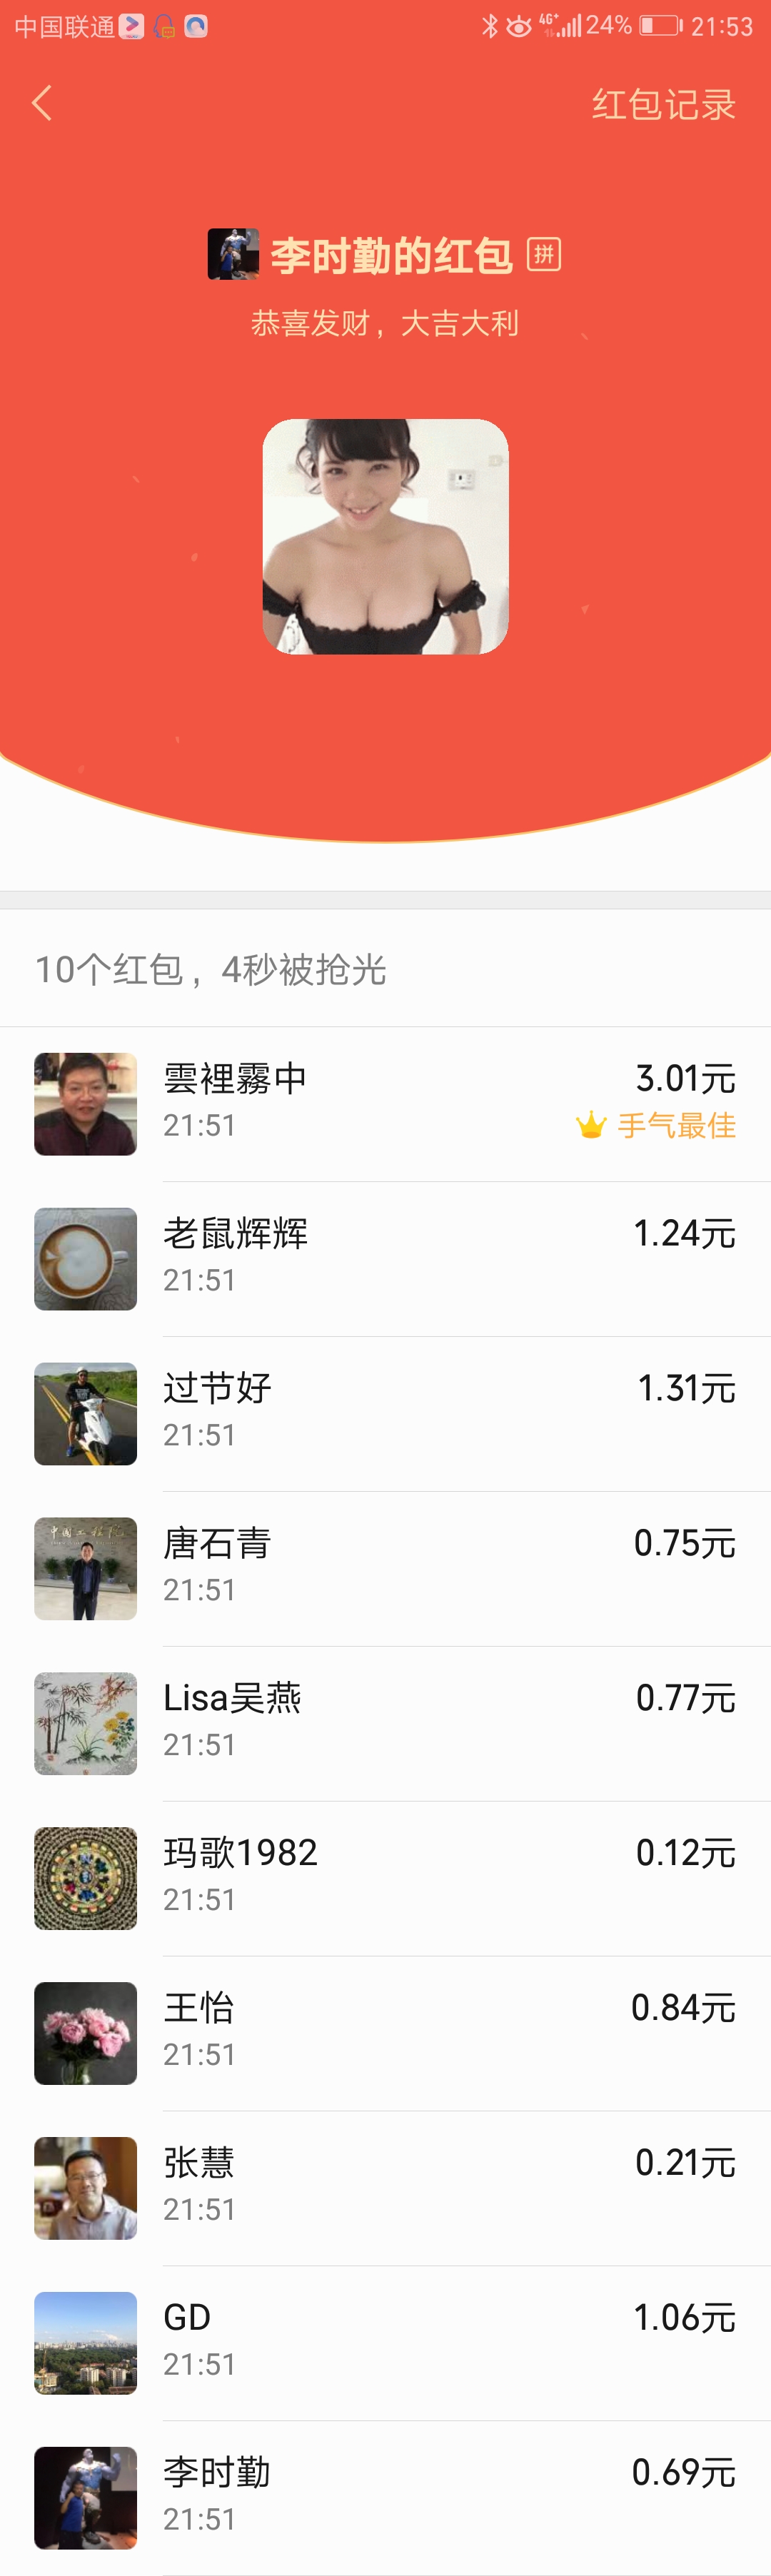 中国联通 4G+ 24% 21:53
红包记录
李时勤的红包 拼
恭喜发财，大吉大利
10个红包，4秒被抢光
雲裡霧中 3.01元
21:51 手气最佳
老鼠辉辉 1.24元
21:51
过节好 1.31元
21:51
中国工程院
唐石青 0.75元
21:51
Lisa吴燕 0.77元
21:51
玛歌1982 0.12元
21:51
王怡 0.84元
21:51
张慧 0.21元
21:51
GD 1.06元
21:51
李时勤 0.69元
21:51